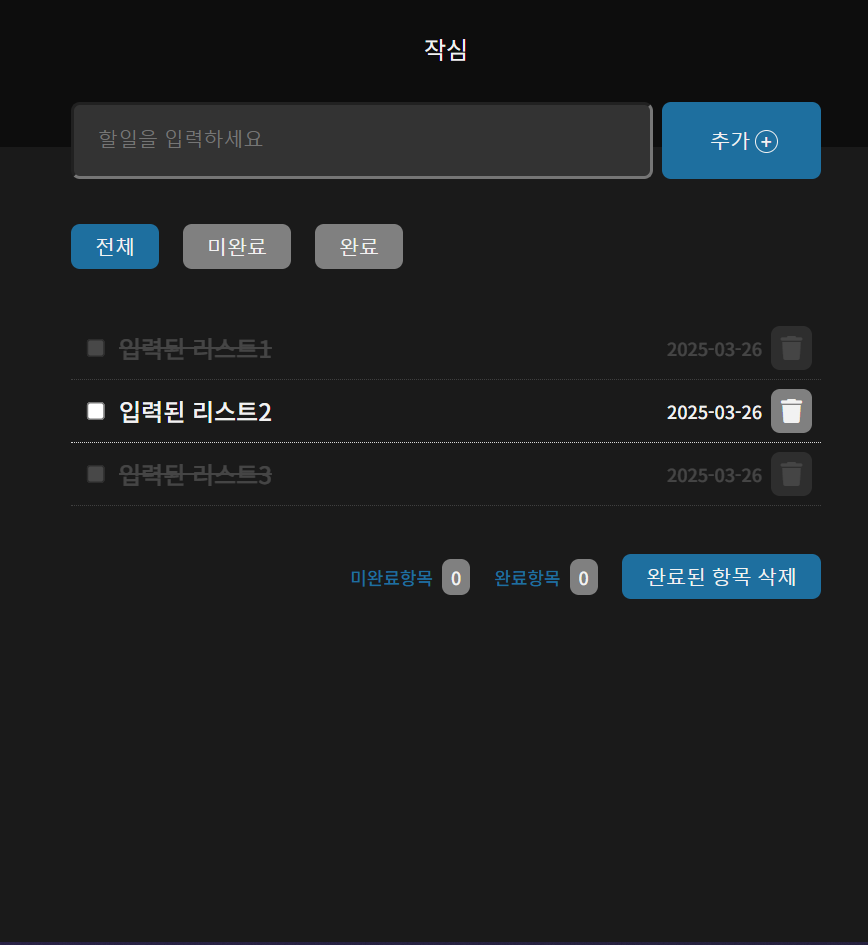 작심
할일을 입력하세요
추가
전체 미완료 완료
입력된 리스트1 2025-03-26
입력된 리스트2 2025-03-26
입력된 리스트3 2025-03-26
미완료항목 0 완료항목 0 완료된 항목 삭제